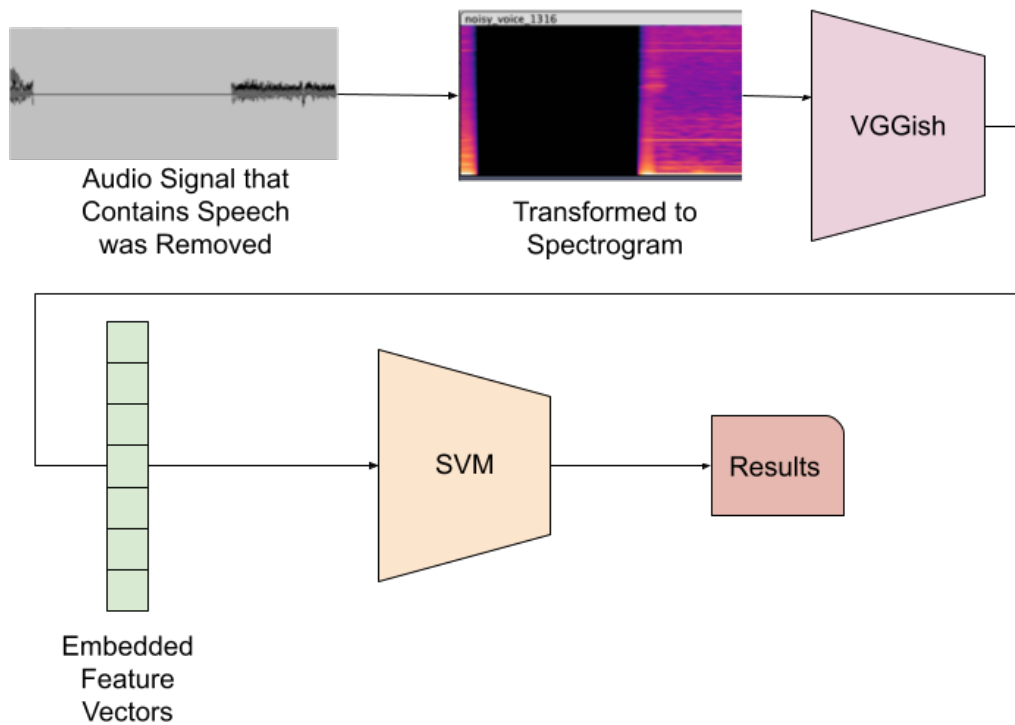 noisy_voice_1316
Audio Signal that
Contains Speech
was Removed
Transformed to
Spectrogram
VGGish
Embedded
Feature
Vectors
SVM
Results